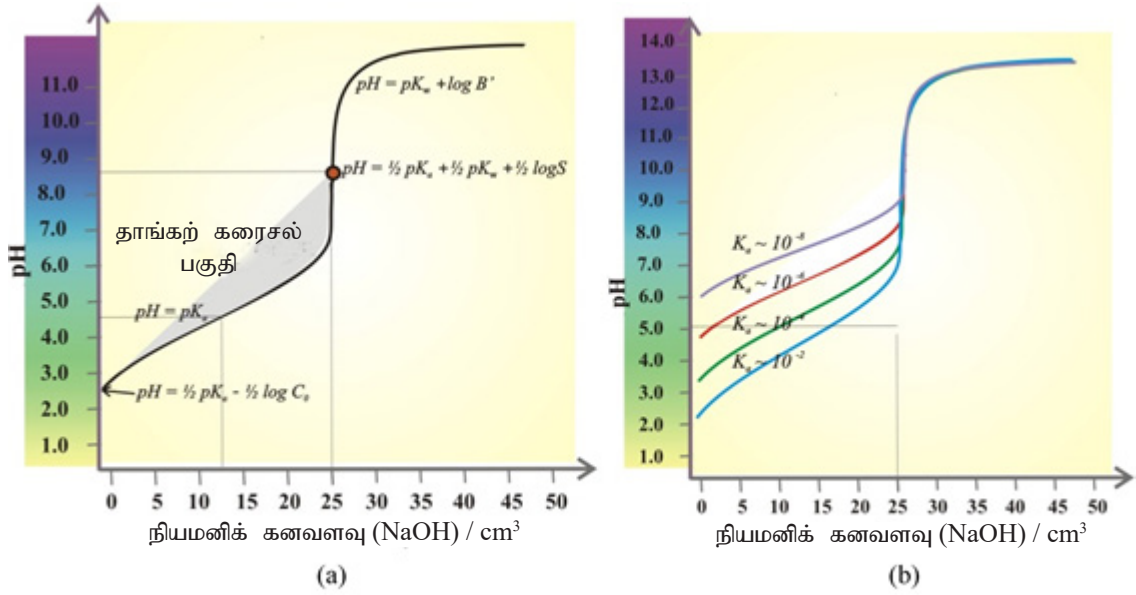 11.0
10.0
9.0
8.0
7.0
6.0
5.0
4.0
3.0
2.0
1.0
pH
pH = pKw + log B'
pH = ½ pKa + ½ pKw + ½ logS
தாங்கற் கரைசல்
பகுதி
pH = pKa
pH = ½ pKa - ½ log C0
0 5 10 15 20 25 30 35 40 45 50
நியமனிக் கனவளவு (NaOH) / cm³
(a)
14.0
13.0
12.0
11.0
10.0
9.0
8.0
7.0
6.0
5.0
4.0
3.0
2.0
1.0
pH
Ka ~ 10⁻⁸
Ka ~ 10⁻⁶
Ka ~ 10⁻⁴
Ka ~ 10⁻²
0 5 10 15 20 25 30 35 40 45 50
நியமனிக் கனவளவு (NaOH) / cm³
(b)